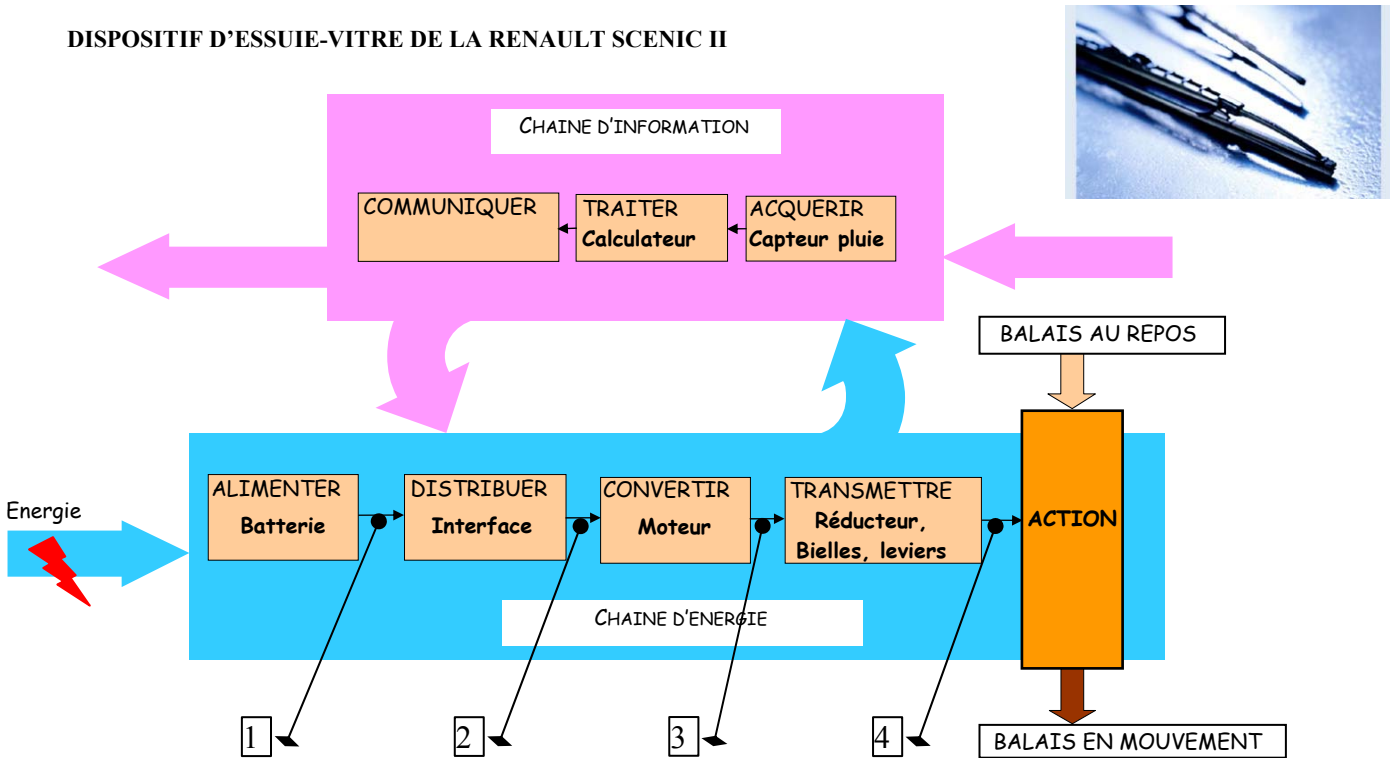 DISPOSITIF D'ESSUIE-VITRE DE LA RENAULT SCENIC II
CHAINE D'INFORMATION
COMMUNIQUER
TRAITER
Calculateur
ACQUERIR
Capteur pluie
BALAIS AU REPOS
Energie
ALIMENTER
Batterie
DISTRIBUER
Interface
CONVERTIR
Moteur
TRANSMETTRE
Réducteur,
Bielles, leviers
ACTION
CHAINE D'ENERGIE
1
2
3
4
BALAIS EN MOUVEMENT